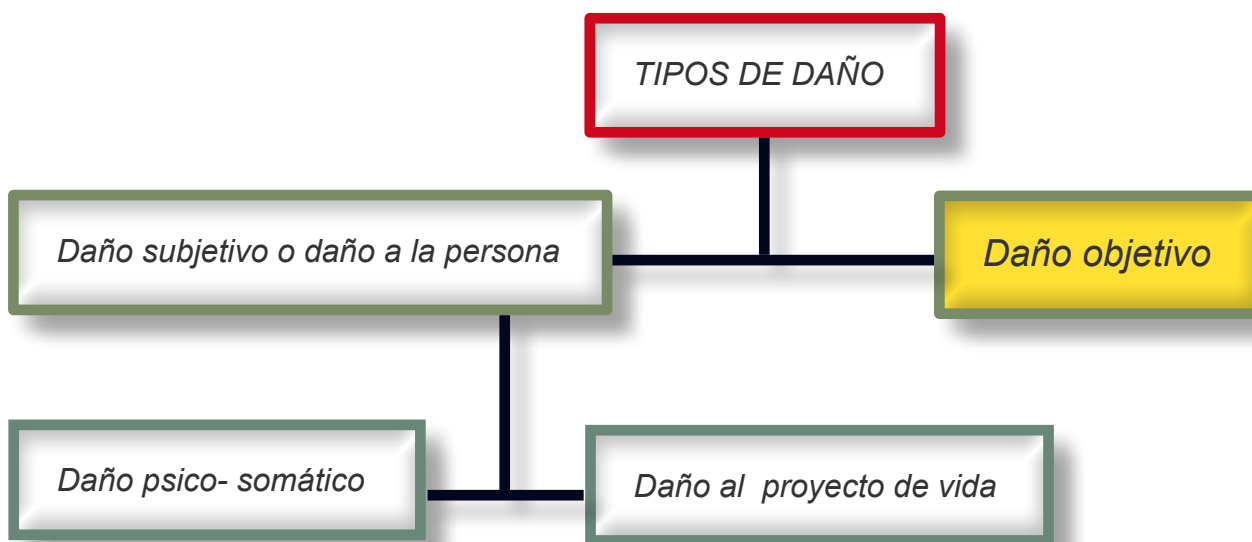 TIPOS DE DAÑO
Daño subjetivo o daño a la persona
Daño objetivo
Daño psico- somático
Daño al proyecto de vida